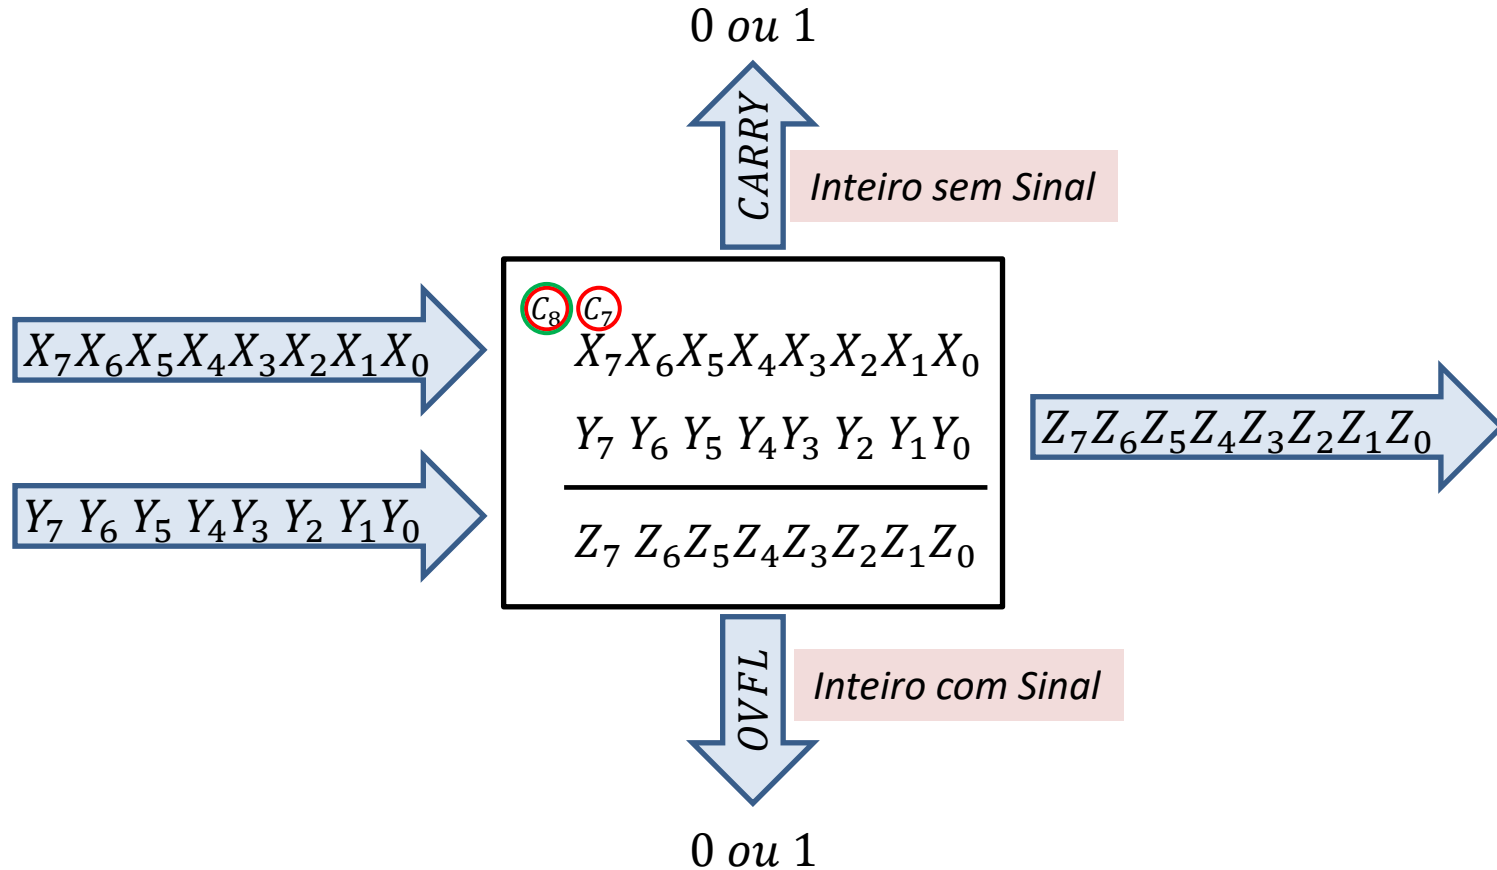 0 ou 1
CARRY
Inteiro sem Sinal
C₈ C₇
X₇X₆X₅X₄X₃X₂X₁X₀
X₇X₆X₅X₄X₃X₂X₁X₀
Y₇ Y₆ Y₅ Y₄Y₃ Y₂ Y₁Y₀
Z₇Z₆Z₅Z₄Z₃Z₂Z₁Z₀
Y₇ Y₆ Y₅ Y₄Y₃ Y₂ Y₁Y₀
Z₇ Z₆Z₅Z₄Z₃Z₂Z₁Z₀
OVFL
Inteiro com Sinal
0 ou 1